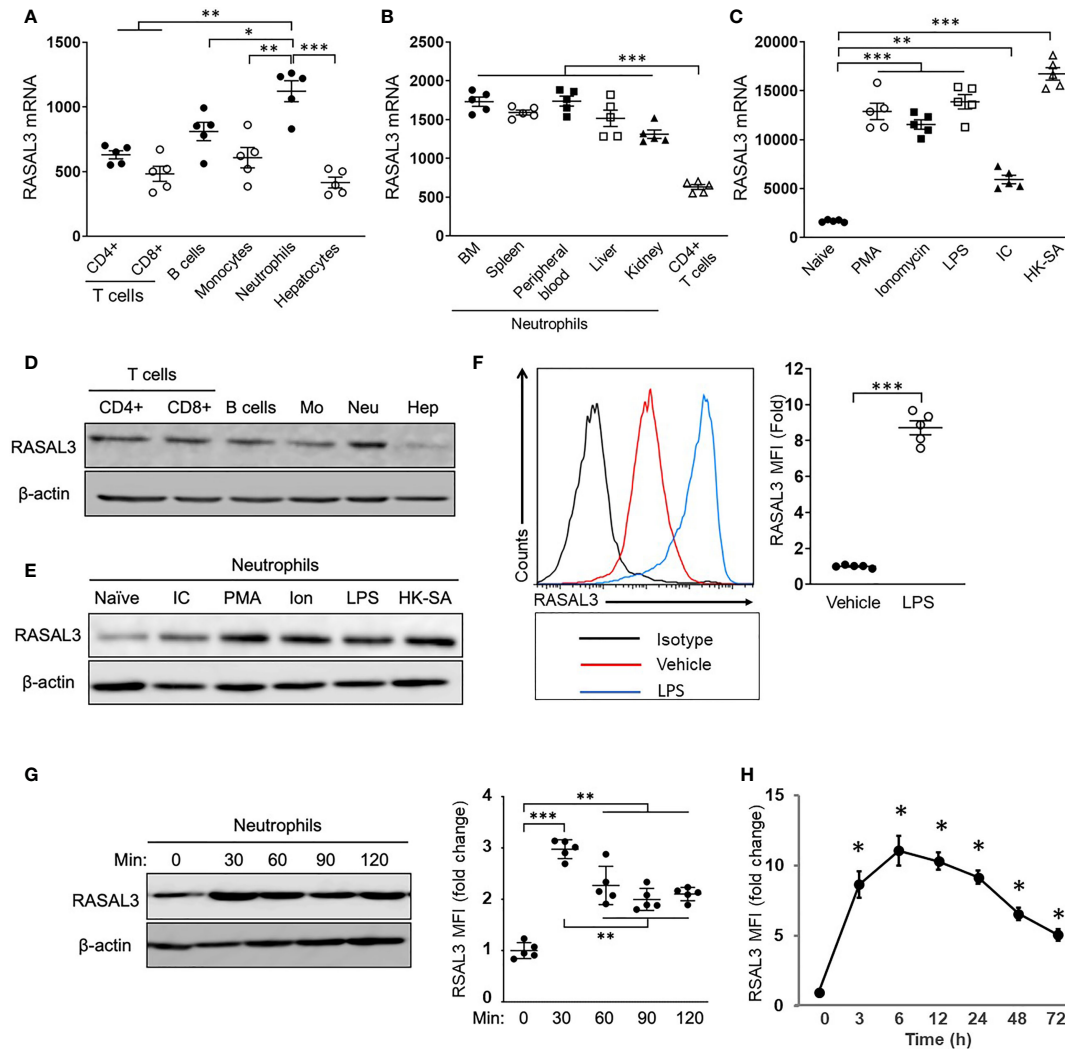 A
**
*
** ***
1500
1000
500
0
RASAL3 mRNA
CD4+
CD8+
B cells
Monocytes
Neutrophils
Hepatocytes
T cells
B
***
2500
2000
1500
1000
500
0
RASAL3 mRNA
BM
Spleen
Peripheral
blood
Liver
Kidney
CD4+
T cells
Neutrophils
C
***
**
***
20000
15000
10000
5000
0
RASAL3 mRNA
Naïve
PMA
Ionomycin
LPS
IC
HK-SA
D
T cells
CD4+ CD8+ B cells Mo Neu Hep
RASAL3
β-actin
E
Neutrophils
Naïve IC PMA Ion LPS HK-SA
RASAL3
β-actin
F
Counts
RASAL3
Isotype
Vehicle
LPS
***
12
10
8
6
4
2
0
RASAL3 MFI (Fold)
Vehicle LPS
G
Neutrophils
Min: 0 30 60 90 120
RASAL3
β-actin
**
***
**
4
3
2
1
0
RSAL3 MFI (fold change)
Min: 0 30 60 90 120
H
15
10
5
0
RSAL3 MFI (fold change)
* * * * * *
0 3 6 12 24 48 72
Time (h)